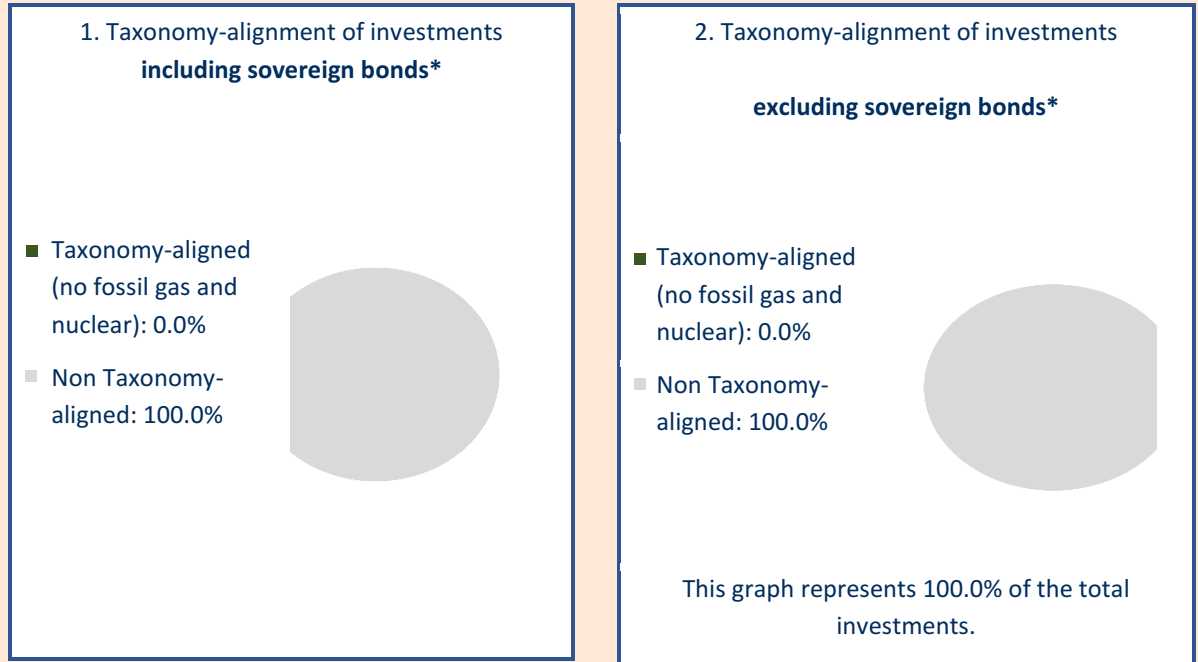 1. Taxonomy-alignment of investments
including sovereign bonds*
Taxonomy-aligned
(no fossil gas and
nuclear): 0.0%
Non Taxonomy-
aligned: 100.0%
2. Taxonomy-alignment of investments
excluding sovereign bonds*
Taxonomy-aligned
(no fossil gas and
nuclear): 0.0%
Non Taxonomy-
aligned: 100.0%
This graph represents 100.0% of the total
investments.